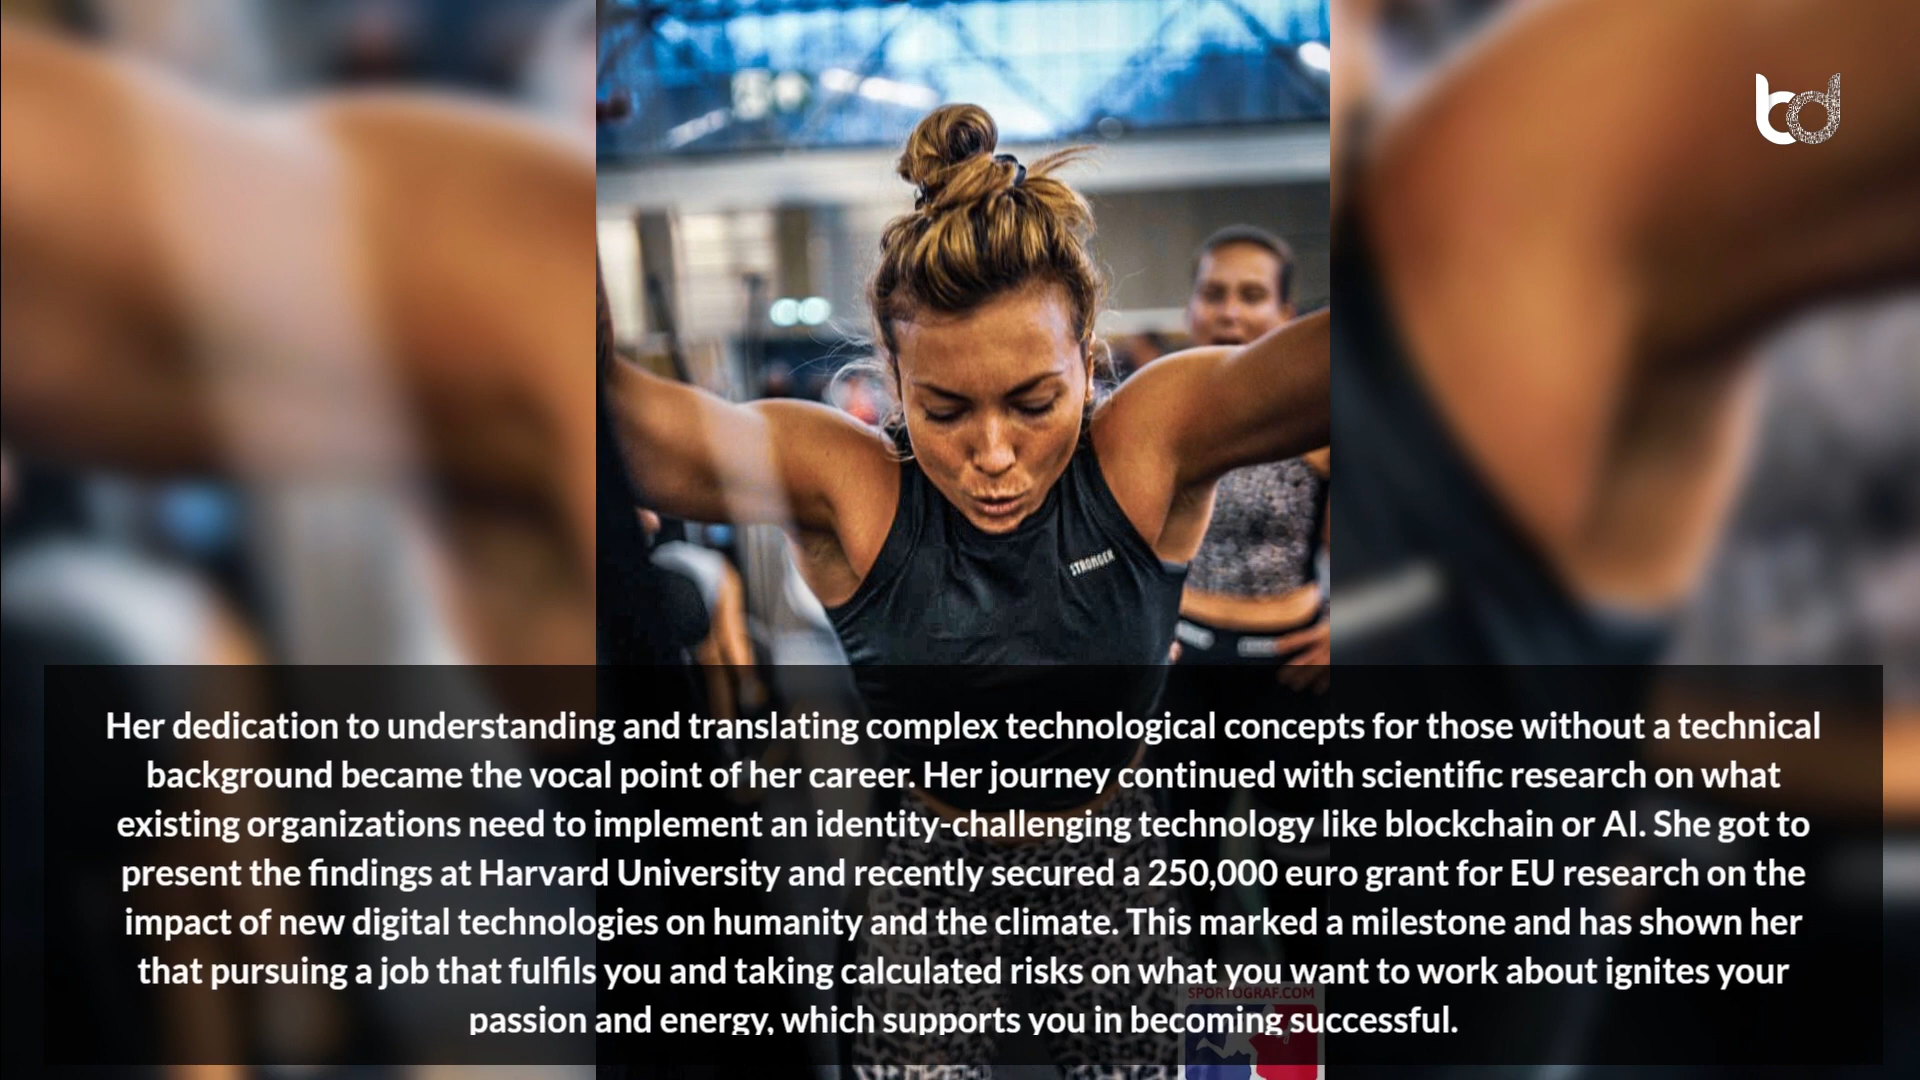 bd
STRONGER
Her dedication to understanding and translating complex technological concepts for those without a technical
background became the vocal point of her career. Her journey continued with scientific research on what
existing organizations need to implement an identity-challenging technology like blockchain or AI. She got to
present the findings at Harvard University and recently secured a 250,000 euro grant for EU research on the
impact of new digital technologies on humanity and the climate. This marked a milestone and has shown her
that pursuing a job that fulfils you and taking calculated risks on what you want to work about ignites your
SPORTOGRAF.COM
passion and energy, which supports you in becoming successful.